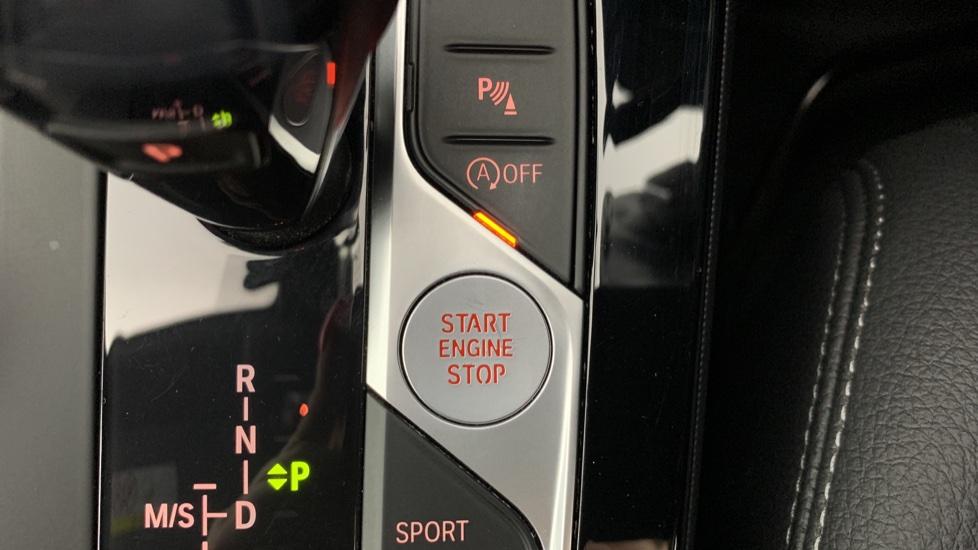 P
A OFF
START
ENGINE
STOP
R
N
P
M/S D
SPORT